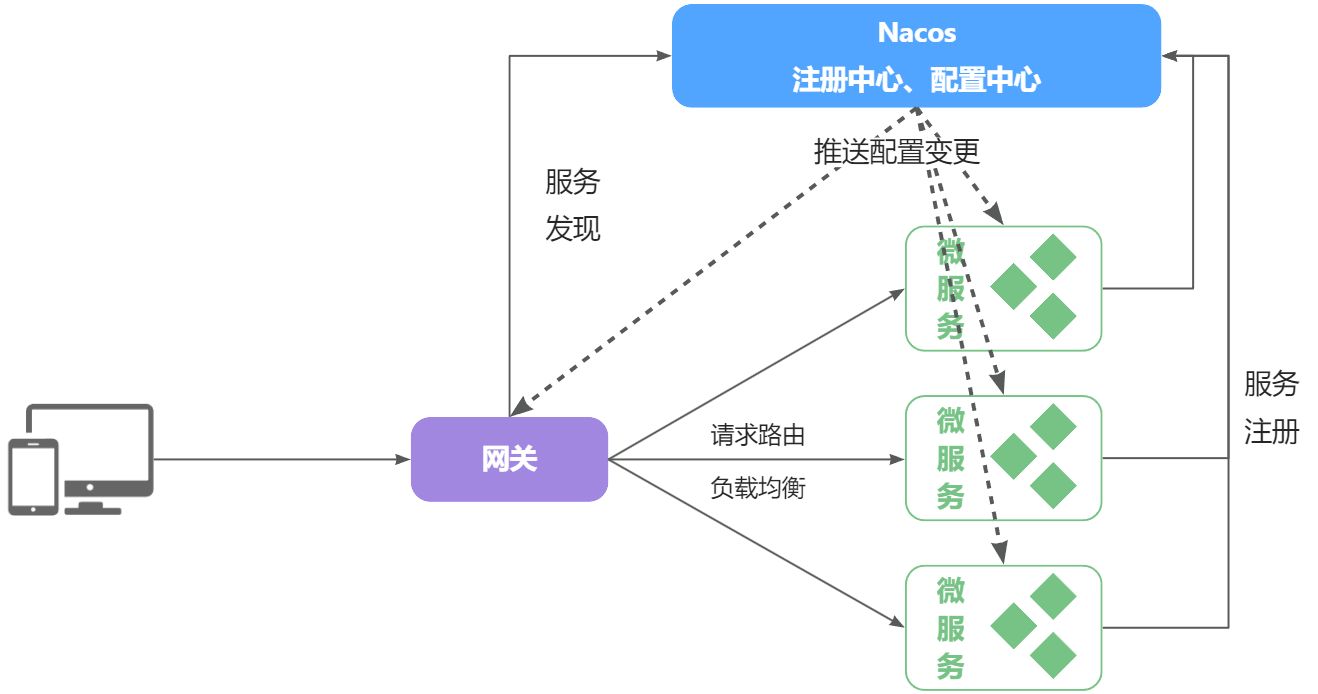 Nacos
注册中心、配置中心
推送配置变更
服务
发现
微
服
务
服务
注册
网关
请求路由
负载均衡
微
服
务
微
服
务